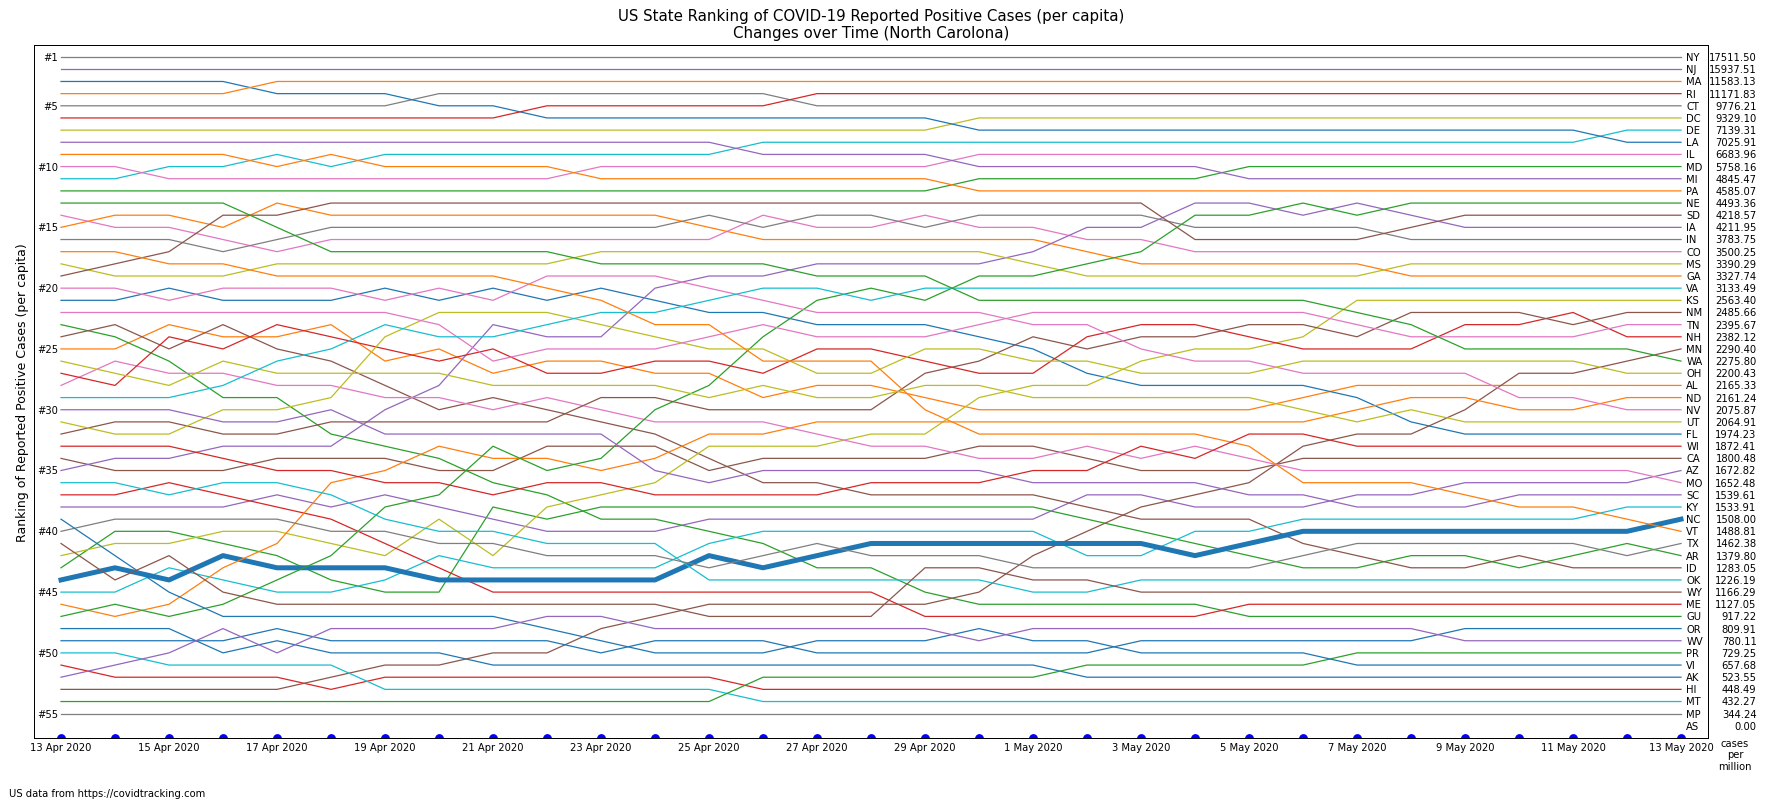 US State Ranking of COVID-19 Reported Positive Cases (per capita)
Changes over Time (North Carolona)
Ranking of Reported Positive Cases (per capita)
#1
#5
#10
#15
#20
#25
#30
#35
#40
#45
#50
#55
NY 17511.50
NJ 15937.51
MA 11583.13
RI 11171.83
CT 9776.21
DC 9329.10
DE 7139.31
LA 7025.91
IL 6683.96
MD 5758.16
MI 4845.47
PA 4585.07
NE 4493.36
SD 4218.57
IA 4211.95
IN 3783.75
CO 3500.25
MS 3390.29
GA 3327.74
VA 3133.49
KS 2563.40
NM 2485.66
TN 2395.67
NH 2382.12
MN 2290.40
WA 2275.80
OH 2200.43
AL 2165.33
ND 2161.24
NV 2075.87
UT 2064.91
FL 1974.23
WI 1872.41
CA 1800.48
AZ 1672.82
MO 1652.48
SC 1539.61
KY 1533.91
NC 1508.00
VT 1488.81
TX 1462.38
AR 1379.80
ID 1283.05
OK 1226.19
WY 1166.29
ME 1127.05
GU 917.22
OR 809.91
WV 780.11
PR 729.25
VI 657.68
AK 523.55
HI 448.49
MT 432.27
MP 344.24
AS 0.00
13 Apr 2020 15 Apr 2020 17 Apr 2020 19 Apr 2020 21 Apr 2020 23 Apr 2020 25 Apr 2020 27 Apr 2020 29 Apr 2020 1 May 2020 3 May 2020 5 May 2020 7 May 2020 9 May 2020 11 May 2020 13 May 2020
cases
per
million
US data from https://covidtracking.com